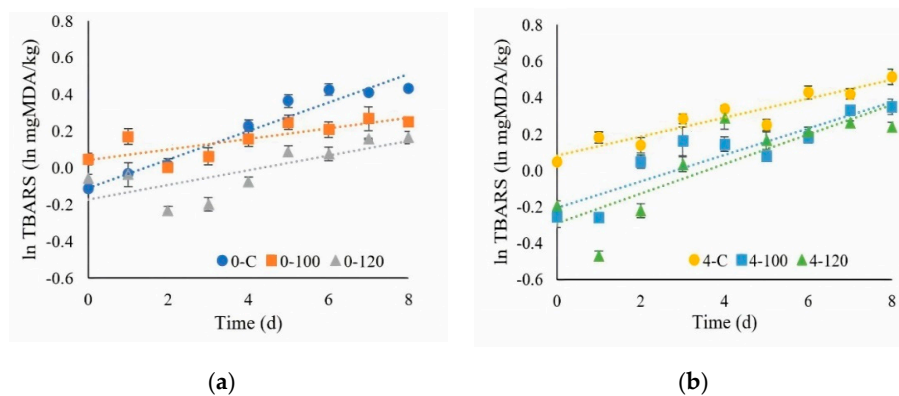 0.8
0.6
0.4
0.2
0.0
-0.2
-0.4
-0.6
ln TBARS (ln mgMDA/kg)
0-C 0-100 0-120
0 2 4 6 8
Time (d)
(a)
0.8
0.6
0.4
0.2
0.0
-0.2
-0.4
-0.6
ln TBARS (ln mgMDA/kg)
4-C 4-100 4-120
0 2 4 6 8
Time (d)
(b)